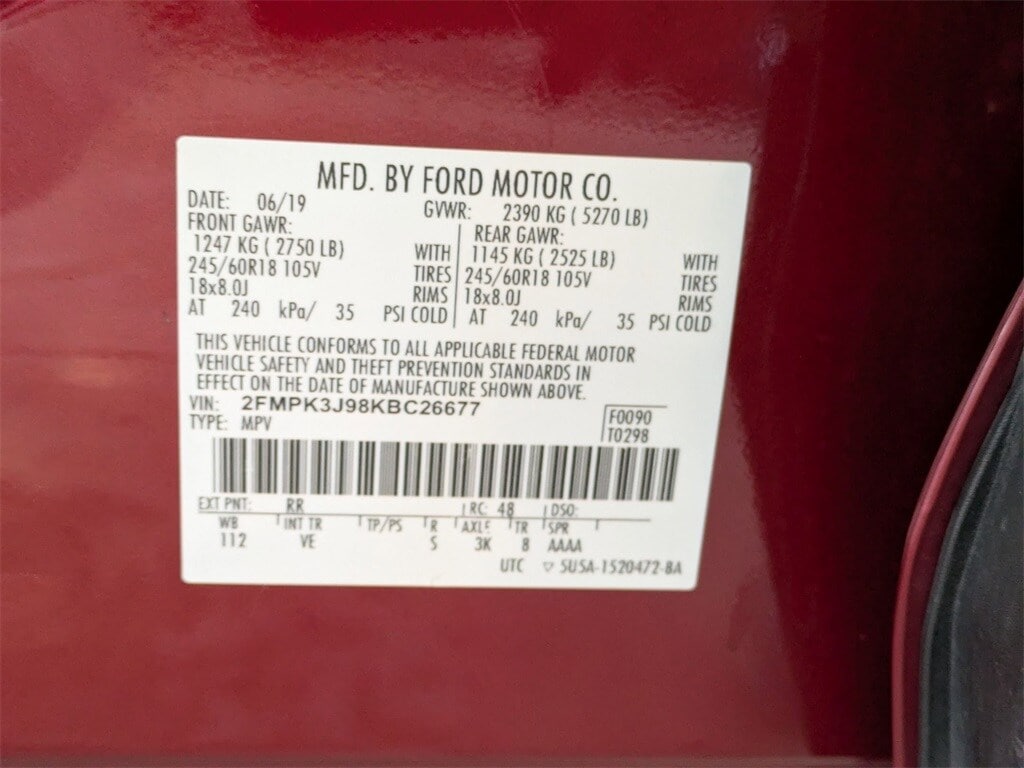 MFD. BY FORD MOTOR CO.
DATE: 06/19 GVWR: 2390 KG ( 5270 LB)
FRONT GAWR: REAR GAWR:
1247 KG ( 2750 LB) WITH 1145 KG ( 2525 LB) WITH
245/60R18 105V TIRES 245/60R18 105V TIRES
18x8.0J RIMS 18x8.0J RIMS
AT 240 kPa/ 35 PSI COLD AT 240 kPa/ 35 PSI COLD
THIS VEHICLE CONFORMS TO ALL APPLICABLE FEDERAL MOTOR
VEHICLE SAFETY AND THEFT PREVENTION STANDARDS IN
EFFECT ON THE DATE OF MANUFACTURE SHOWN ABOVE.
VIN: 2FMPK3J98KBC26677 F0090
TYPE: MPV T0298
EXT PNT: RR RC: 48 DSO:
WB INT TR TP/PS R AXLE TR SPR
112 VE S 3K 8 AAAA
UTC ▽ 5U5A-1520472-BA